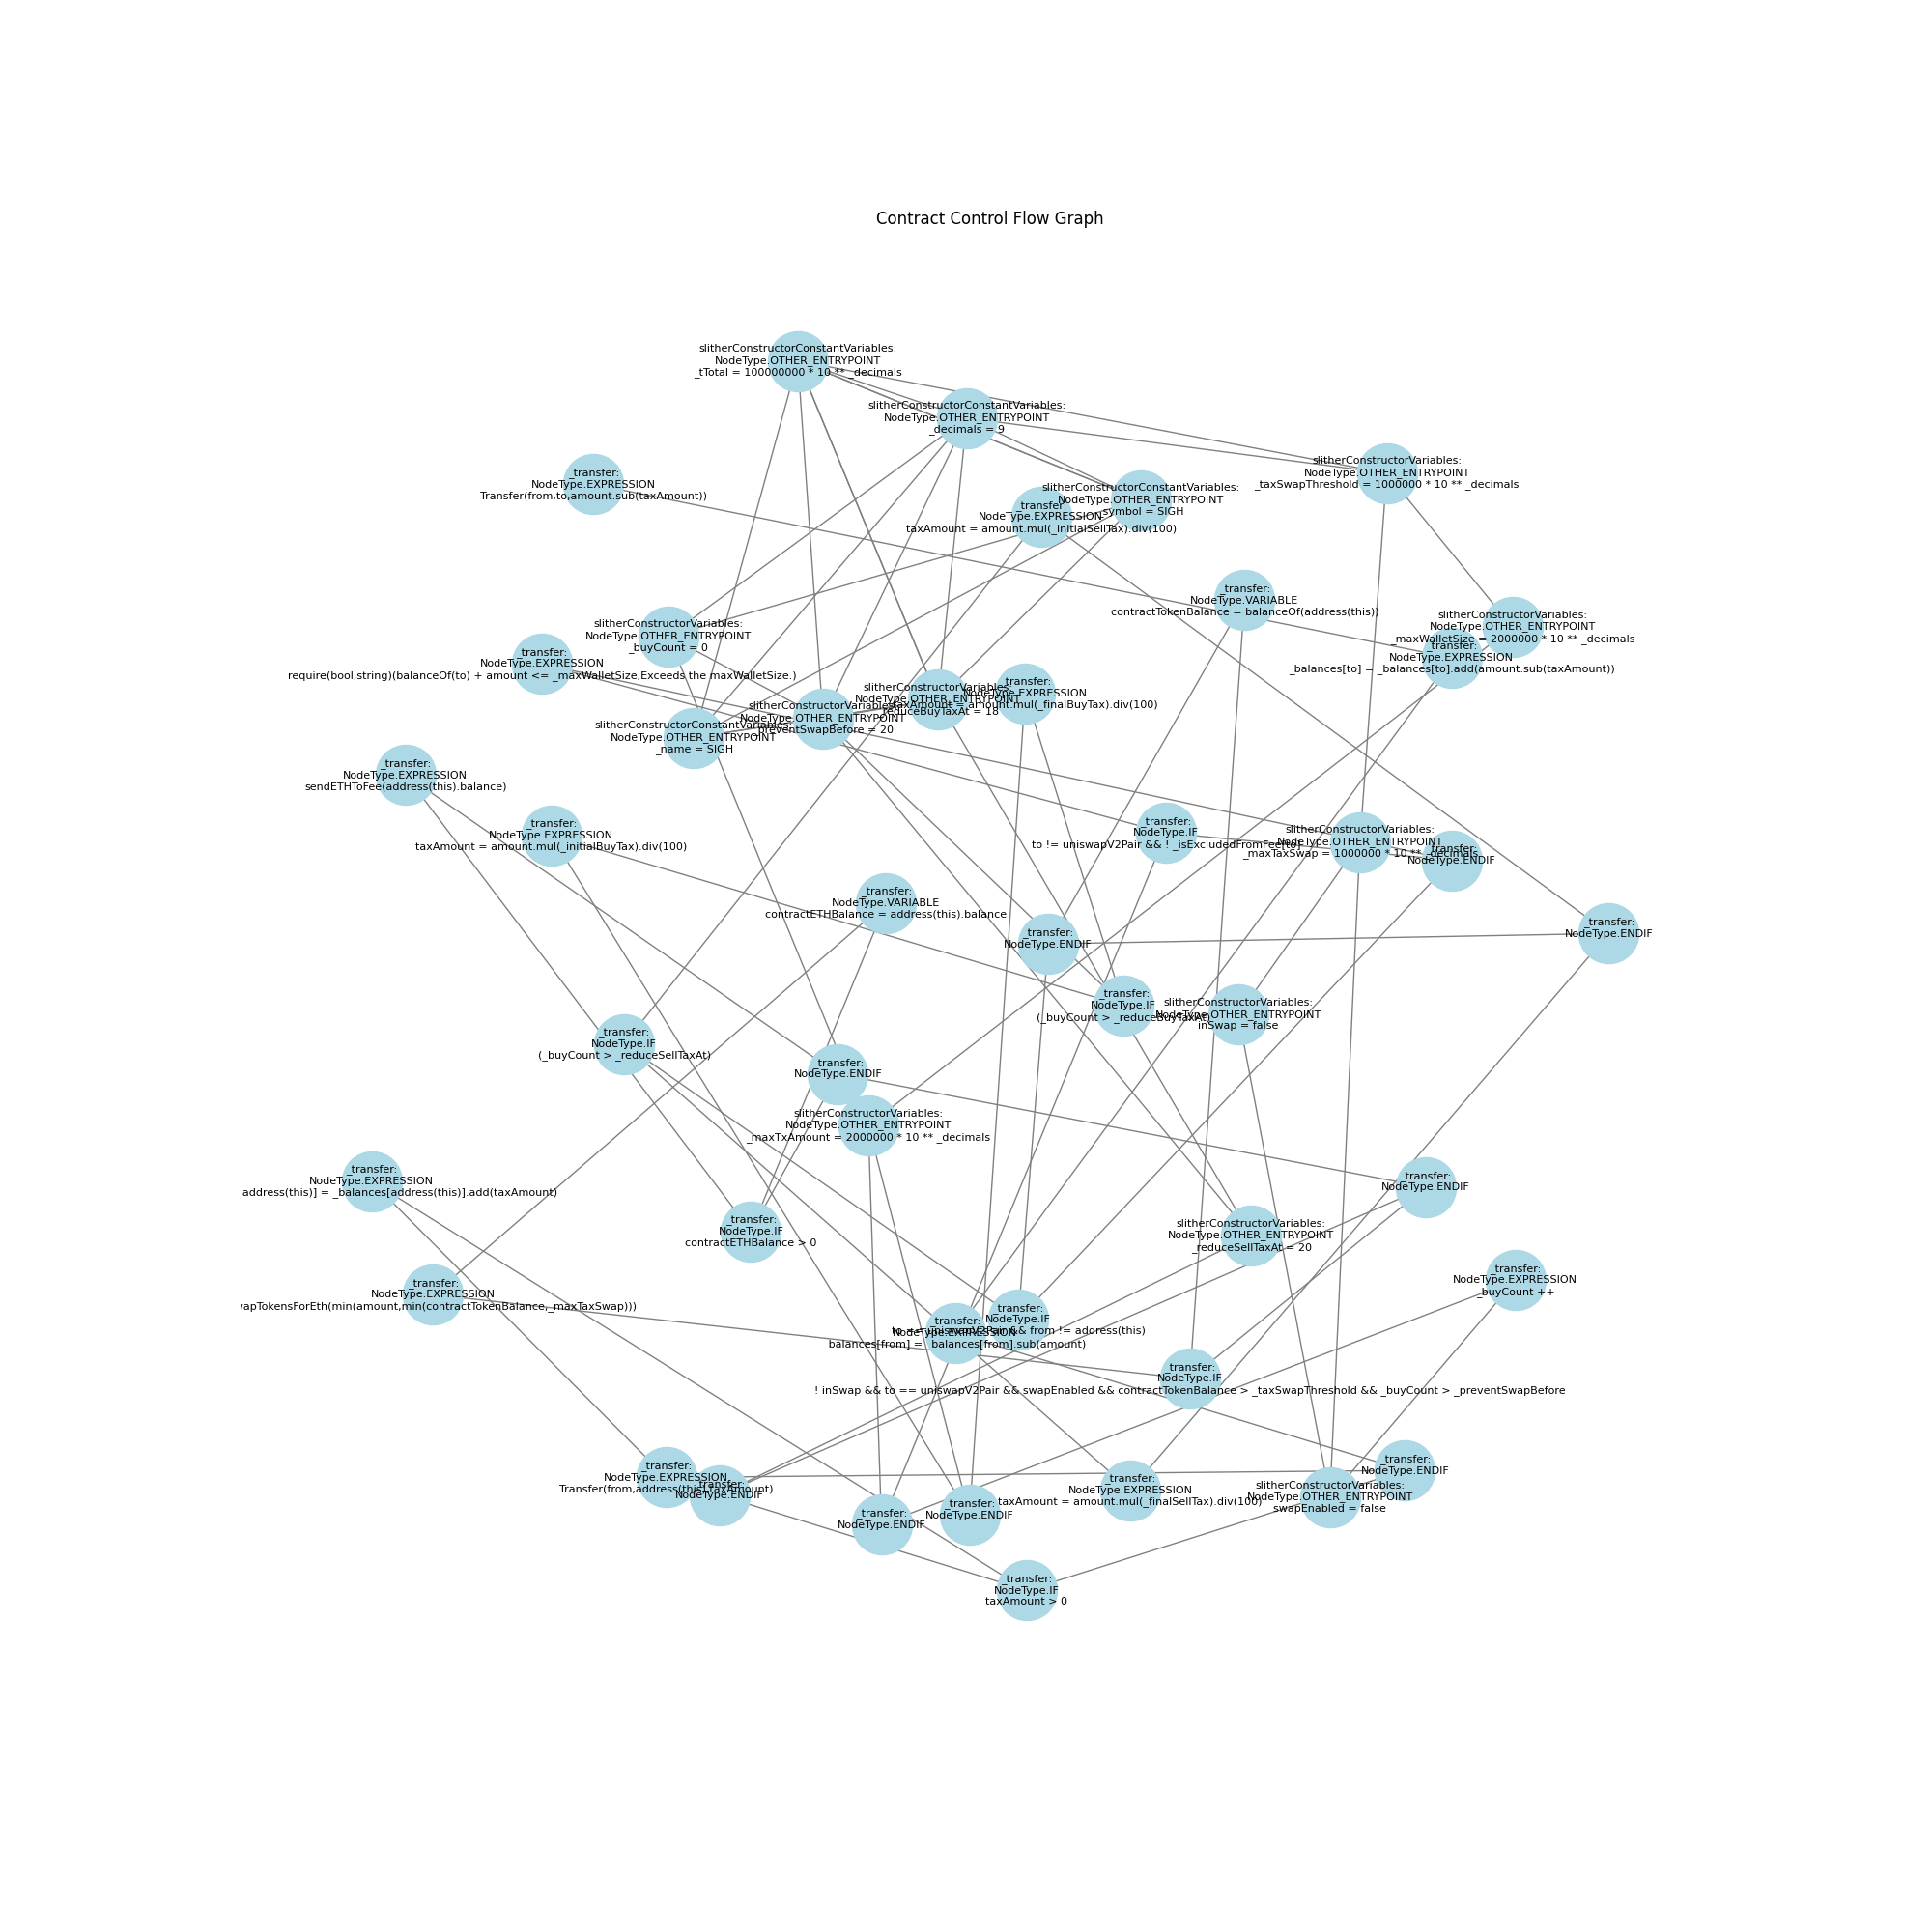 Contract Control Flow Graph
slitherConstructorConstantVariables:
NodeType.OTHER_ENTRYPOINT
_tTotal = 100000000 * 10 ** _decimals
slitherConstructorConstantVariables:
NodeType.OTHER_ENTRYPOINT
_decimals = 9
_transfer:
NodeType.EXPRESSION
Transfer(from,to,amount.sub(taxAmount))
slitherConstructorVariables:
NodeType.OTHER_ENTRYPOINT
_taxSwapThreshold = 1000000 * 10 ** _decimals
slitherConstructorConstantVariables:
NodeType.OTHER_ENTRYPOINT
_symbol = SIGH
_transfer:
NodeType.EXPRESSION
taxAmount = amount.mul(_initialSellTax).div(100)
_transfer:
NodeType.VARIABLE
contractTokenBalance = balanceOf(address(this))
slitherConstructorVariables:
NodeType.OTHER_ENTRYPOINT
_maxWalletSize = 2000000 * 10 ** _decimals
_transfer:
NodeType.EXPRESSION
_balances[to] = _balances[to].add(amount.sub(taxAmount))
slitherConstructorVariables:
NodeType.OTHER_ENTRYPOINT
_buyCount = 0
_transfer:
NodeType.EXPRESSION
require(bool,string)(balanceOf(to) + amount <= _maxWalletSize,Exceeds the maxWalletSize.)
slitherConstructorVariables:
NodeType.OTHER_ENTRYPOINT
_reduceBuyTaxAt = 18
_transfer:
NodeType.EXPRESSION
taxAmount = amount.mul(_finalBuyTax).div(100)
slitherConstructorVariables:
NodeType.OTHER_ENTRYPOINT
_preventSwapBefore = 20
slitherConstructorConstantVariables:
NodeType.OTHER_ENTRYPOINT
_name = SIGH
_transfer:
NodeType.EXPRESSION
sendETHToFee(address(this).balance)
_transfer:
NodeType.EXPRESSION
taxAmount = amount.mul(_initialBuyTax).div(100)
_transfer:
NodeType.IF
to != uniswapV2Pair && ! _isExcludedFromFee[to]
slitherConstructorVariables:
NodeType.OTHER_ENTRYPOINT
_maxTaxSwap = 1000000 * 10 ** _decimals
_transfer:
NodeType.ENDIF
_transfer:
NodeType.VARIABLE
contractETHBalance = address(this).balance
_transfer:
NodeType.ENDIF
_transfer:
NodeType.ENDIF
_transfer:
NodeType.IF
(_buyCount > _reduceBuyTaxAt)
slitherConstructorVariables:
NodeType.OTHER_ENTRYPOINT
inSwap = false
_transfer:
NodeType.IF
(_buyCount > _reduceSellTaxAt)
_transfer:
NodeType.ENDIF
slitherConstructorVariables:
NodeType.OTHER_ENTRYPOINT
_maxTxAmount = 2000000 * 10 ** _decimals
_transfer:
NodeType.EXPRESSION
address(this)] = _balances[address(this)].add(taxAmount)
_transfer:
NodeType.ENDIF
_transfer:
NodeType.IF
contractETHBalance > 0
slitherConstructorVariables:
NodeType.OTHER_ENTRYPOINT
_reduceSellTaxAt = 20
_transfer:
NodeType.EXPRESSION
_buyCount ++
_transfer:
NodeType.EXPRESSION
apTokensForEth(min(amount,min(contractTokenBalance,_maxTaxSwap)))
_transfer:
NodeType.IF
to == uniswapV2Pair && from != address(this)
_transfer:
NodeType.EXPRESSION
_balances[from] = _balances[from].sub(amount)
_transfer:
NodeType.IF
! inSwap && to == uniswapV2Pair && swapEnabled && contractTokenBalance > _taxSwapThreshold && _buyCount > _preventSwapBefore
_transfer:
NodeType.EXPRESSION
Transfer(from,address(this),taxAmount)
_transfer:
NodeType.ENDIF
_transfer:
NodeType.ENDIF
_transfer:
NodeType.EXPRESSION
taxAmount = amount.mul(_finalSellTax).div(100)
slitherConstructorVariables:
NodeType.OTHER_ENTRYPOINT
swapEnabled = false
_transfer:
NodeType.ENDIF
_transfer:
NodeType.ENDIF
_transfer:
NodeType.IF
taxAmount > 0